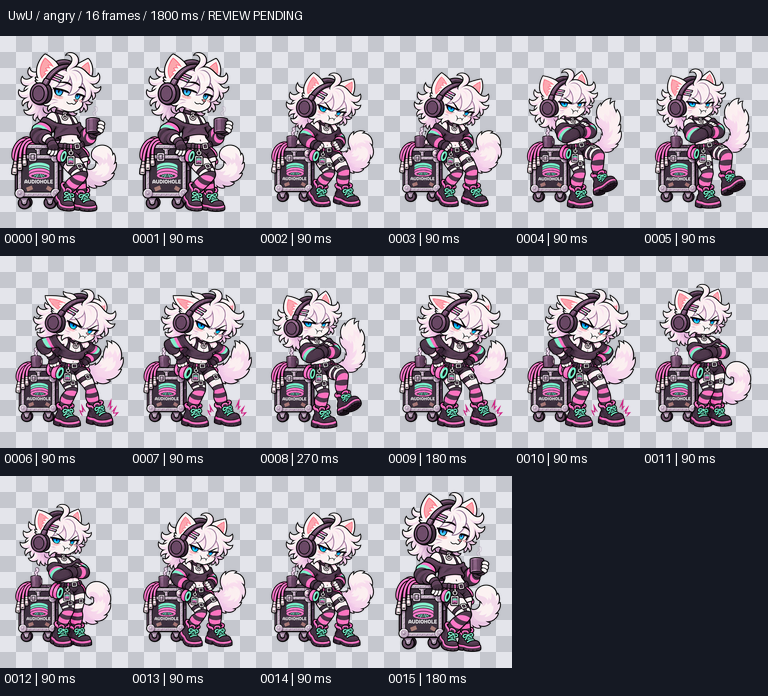 UwU / angry / 16 frames / 1800 ms / REVIEW PENDING
AUDIOHOLE AUDIOHOLE AUDIOHOLE AUDIOHOLE AUDIOHOLE AUDIOHOLE
0000 | 90 ms 0001 | 90 ms 0002 | 90 ms 0003 | 90 ms 0004 | 90 ms 0005 | 90 ms
AUDIOHOLE AUDIOHOLE AUDIOHOLE AUDIOHOLE AUDIOHOLE AUDIOHOLE
0006 | 90 ms 0007 | 90 ms 0008 | 270 ms 0009 | 180 ms 0010 | 90 ms 0011 | 90 ms
AUDIOHOLE AUDIOHOLE AUDIOHOLE AUDIOHOLE
0012 | 90 ms 0013 | 90 ms 0014 | 90 ms 0015 | 180 ms